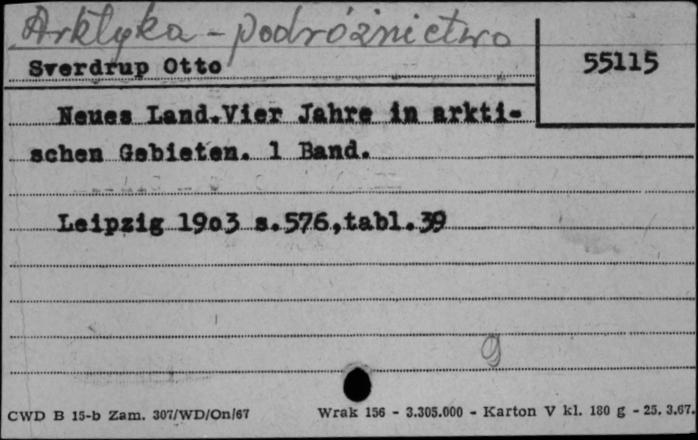 Arktyka - podróżnictwo
Sverdrup Otto
55115
Neues Land.Vier Jahre in arkti-
schen Gebieten. 1 Band.
Leipzig 19o3 s.576,tabl.39
g
CWD B 15-b Zam. 307/WD/On/67
Wrak 156 - 3.305.000 - Karton V kl. 180 g - 25. 3.67.